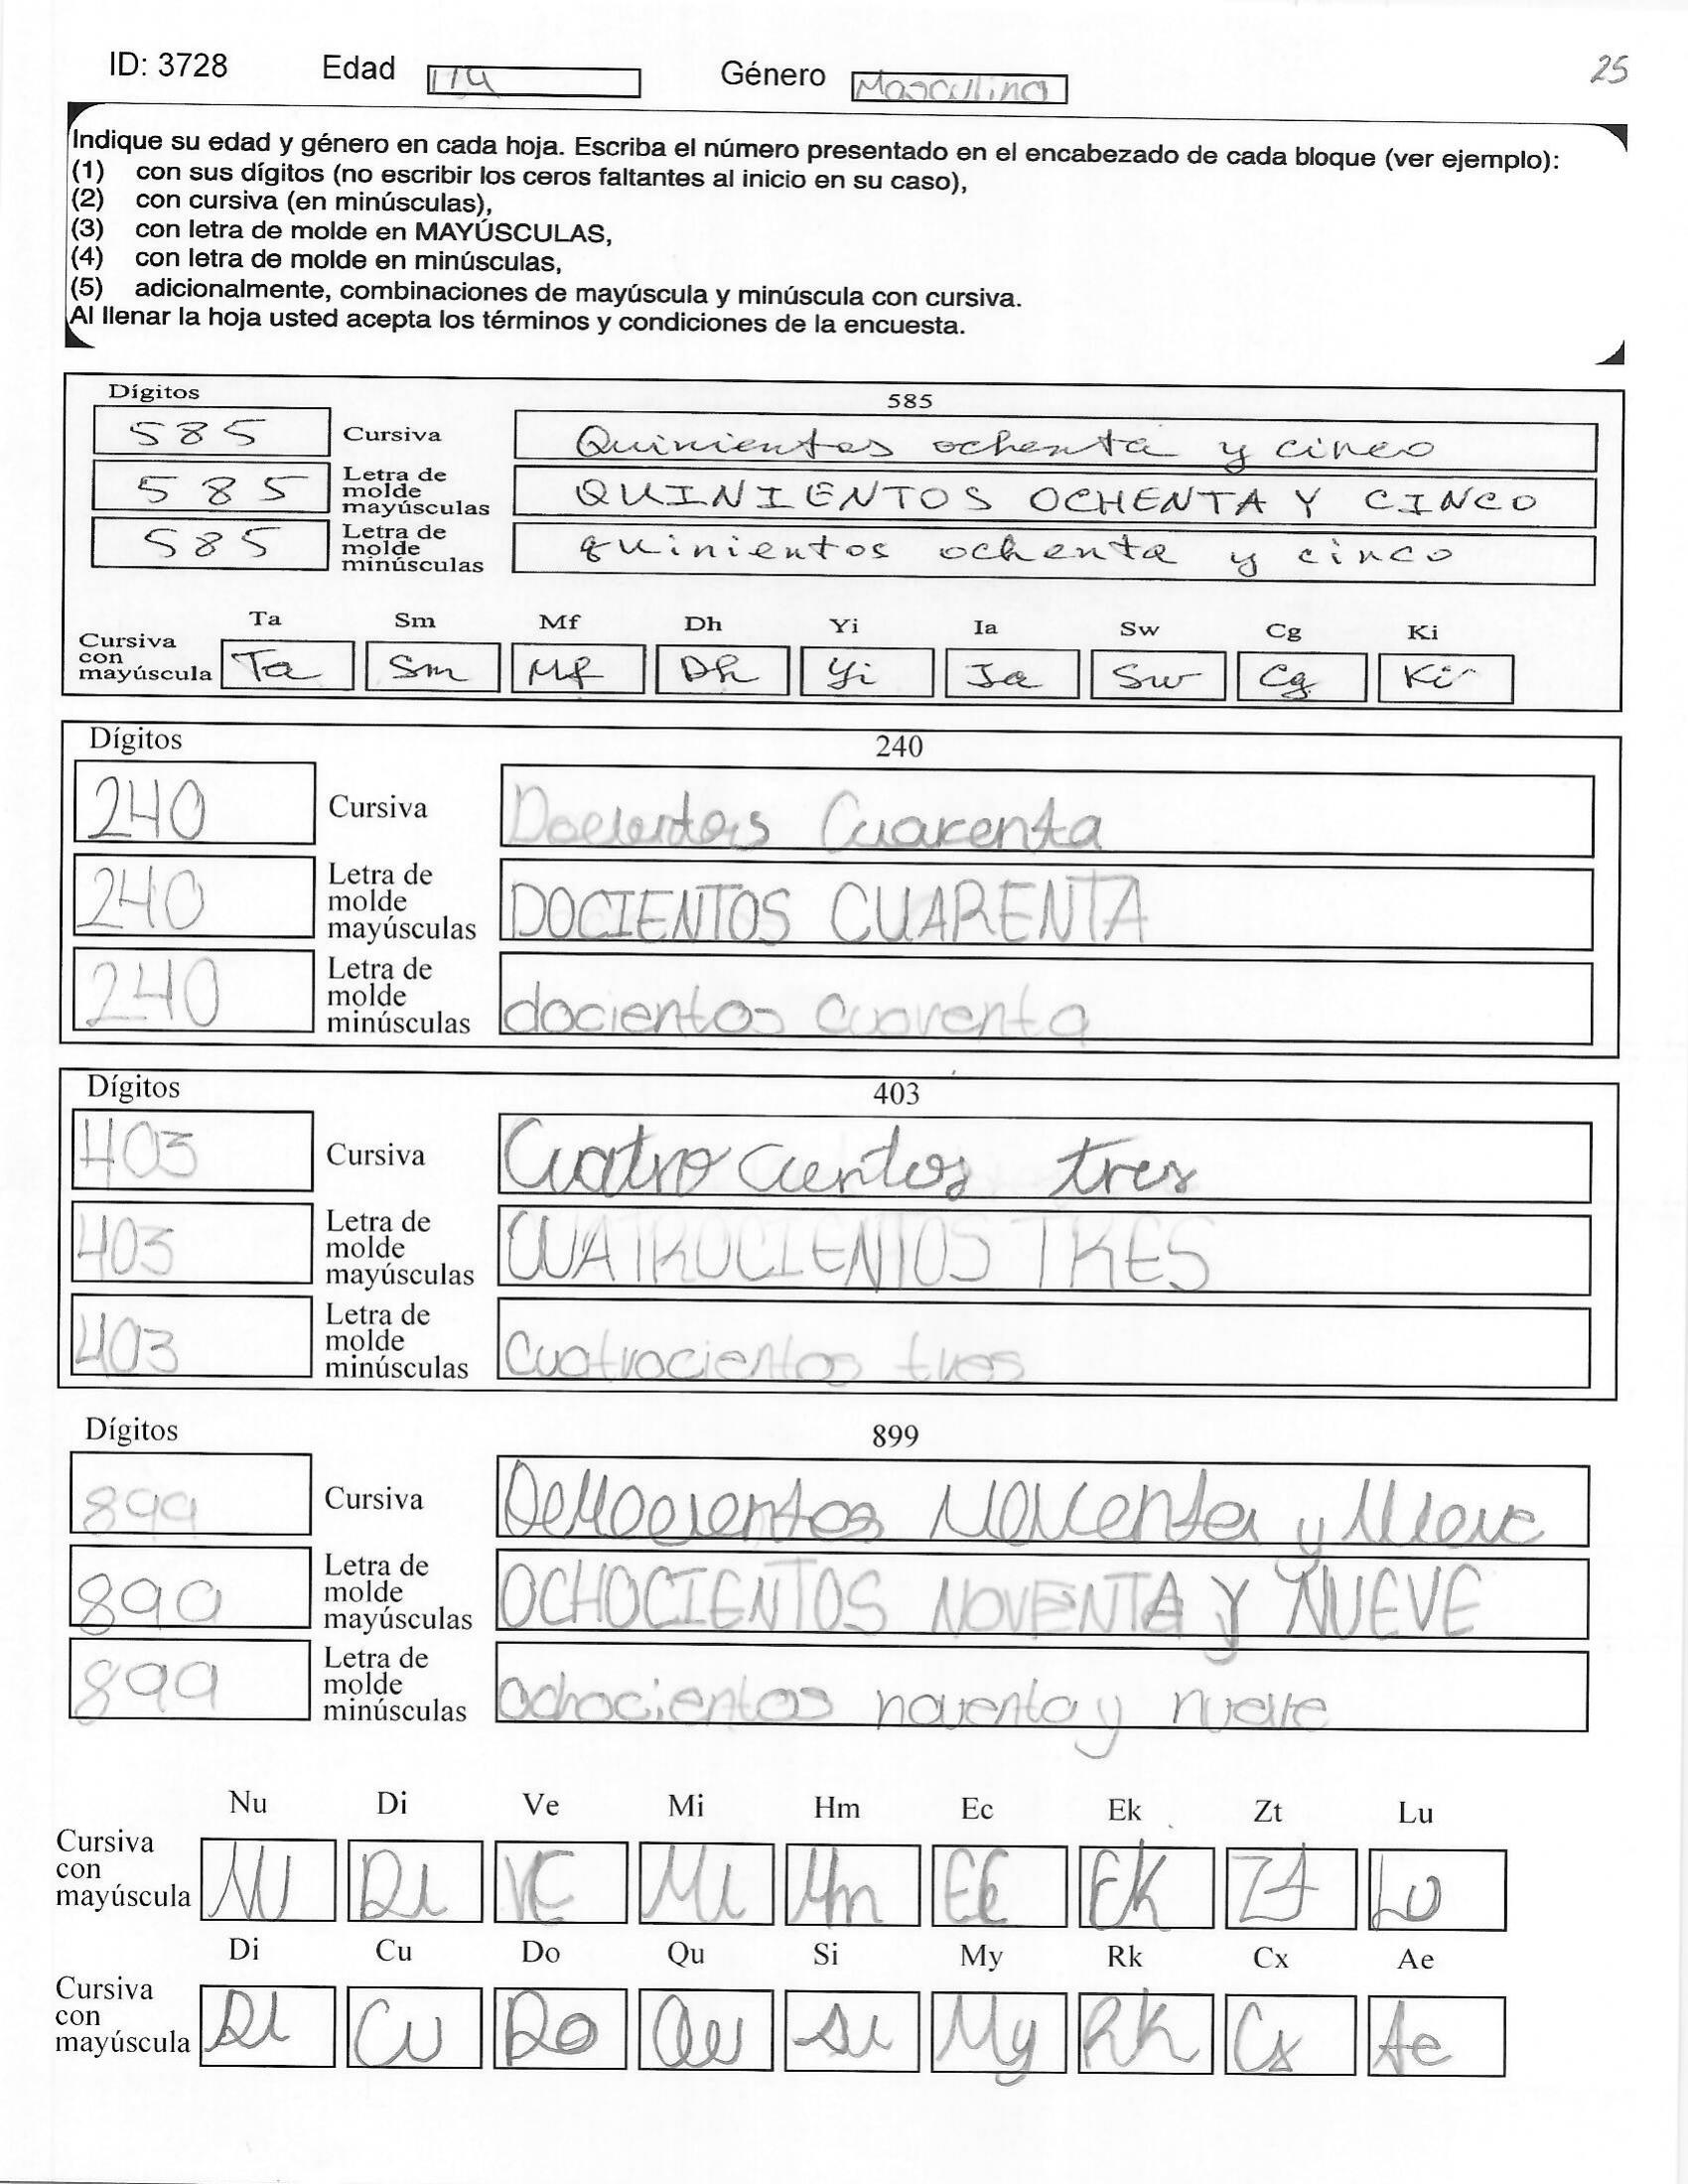 ID: 3728 Edad Género Masculino 25
Indique su edad y género en cada hoja. Escriba el número presentado en el encabezado de cada bloque (ver ejemplo):
(1) con sus dígitos (no escribir los ceros faltantes al inicio en su caso),
(2) con cursiva (en minúsculas),
(3) con letra de molde en MAYÚSCULAS,
(4) con letra de molde en minúsculas,
(5) adicionalmente, combinaciones de mayúscula y minúscula con cursiva.
Al llenar la hoja usted acepta los términos y condiciones de la encuesta.
Dígitos 585
585 Cursiva Quinientos ochenta y cinco
585 Letra de molde mayúsculas QUINIENTOS OCHENTA Y CINCO
585 Letra de molde minúsculas quinientos ochenta y cinco
Ta Sm Mf Dh Yi Ia Sw Cg Ki
Cursiva con mayúscula Ta Sm Mf Dh Yi Ia Sw Cg Ki
Dígitos 240
240 Cursiva Docientos Cuarenta
240 Letra de molde mayúsculas DOCIENTOS CUARENTA
240 Letra de molde minúsculas docientos cuarenta
Dígitos 403
403 Cursiva Cuatrocientos tres
403 Letra de molde mayúsculas CUATROCIENTOS TRES
403 Letra de molde minúsculas cuatrocientos tres
Dígitos 899
899 Cursiva Noventa y
899 Letra de molde mayúsculas OCHOCIENTOS NOVENTA Y NUEVE
899 Letra de molde minúsculas ochocientos noventa y nueve
Nu Di Ve Mi Hm Ec Ek Zt Lu
Cursiva con mayúscula NU Di VE Mi Hm EC EK Zt Lu
Di Cu Do Qu Si My Rk Cx Ae
Cursiva con mayúscula Di Cu Do Qu Si My RK Cx Ae